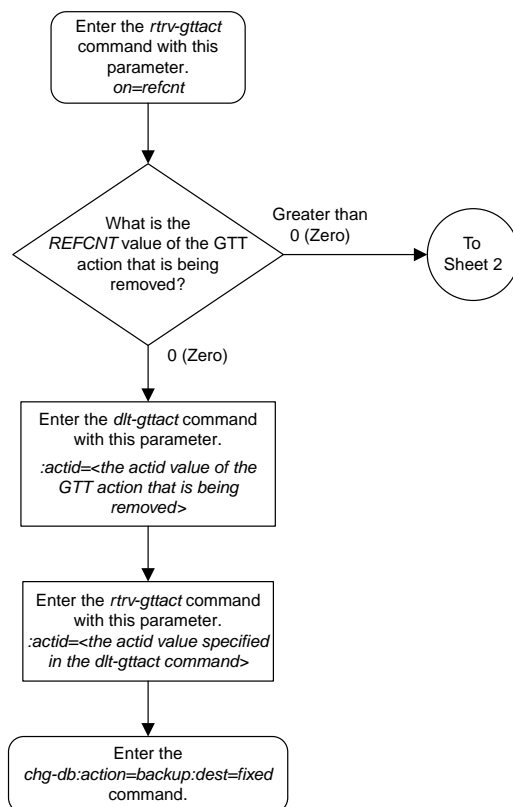 Enter the rtrv-gttact
command with this
parameter.
on=refcnt
What is the
REFCNT value of the GTT
action that is being
removed?
Greater than
0 (Zero)
To
Sheet 2
0 (Zero)
Enter the dlt-gttact command
with this parameter.
:actid=<the actid value of the
GTT action that is being
removed>
Enter the rtrv-gttact command
with this parameter.
:actid=<the actid value specified
in the dlt-gttact command>
Enter the
chg-db:action=backup:dest=fixed
command.